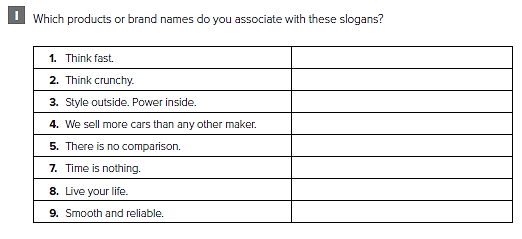 I Which products or brand names do you associate with these slogans?
1. Think fast.
2. Think crunchy.
3. Style outside. Power inside.
4. We sell more cars than any other maker.
5. There is no comparison.
7. Time is nothing.
8. Live your life.
9. Smooth and reliable.